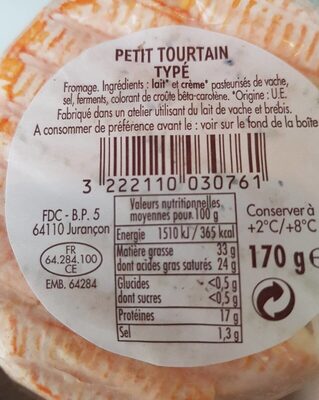 PETIT TOURTAIN
TYPÉ
Fromage. Ingrédients : lait* et crème* pasteurisés de vache,
sel, ferments, colorant de croûte bêta-carotène. *Origine : U.E.
Fabriqué dans un atelier utilisant du lait de vache et brebis.
A consommer de préférence avant le : voir sur le fond de la boîte
3 222110 030761
FDC - B.P. 5
64110 Jurançon
FR
64.284.100
CE
EMB. 64284
Valeurs nutritionnelles
moyennes pour 100 g
Energie 1510 kJ / 365 kcal
Matière grasse 33 g
dont acides gras saturés 24 g
Glucides <0,5 g
dont sucres <0,5 g
Protéines 17 g
Sel 1,3 g
Conserver à
+2°C/+8°C
170 g e